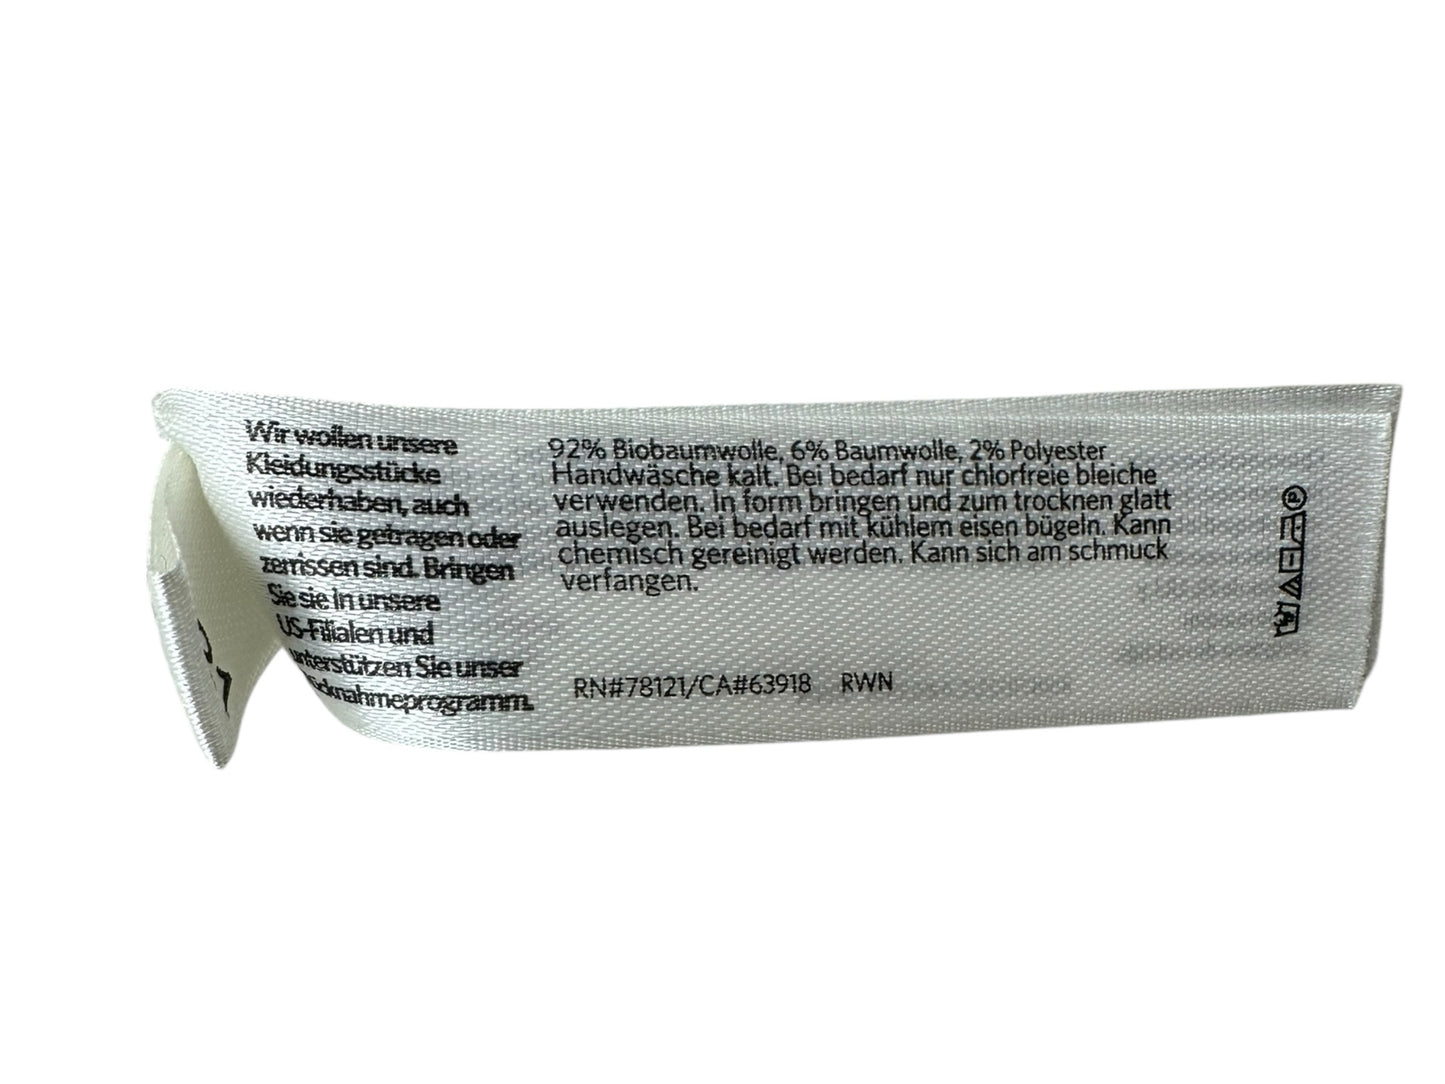 Wir wollen unsere
Kleidungsstücke
wiederhaben, auch
wenn sie getragen oder
zerrissen sind. Bringen
Sie sie in unsere
US-Filialen und
unterstützen Sie unser
92% Biobaumwolle, 6% Baumwolle, 2% Polyester
Handwäsche kalt. Bei bedarf nur chlorfreie bleiche
verwenden. In form bringen und zum trocknen glatt
auslegen. Bei bedarf mit kühlem eisen bügeln. Kann
chemisch gereinigt werden. Kann sich am schmuck
verfangen.
RN#78121/CA#63918 RWN